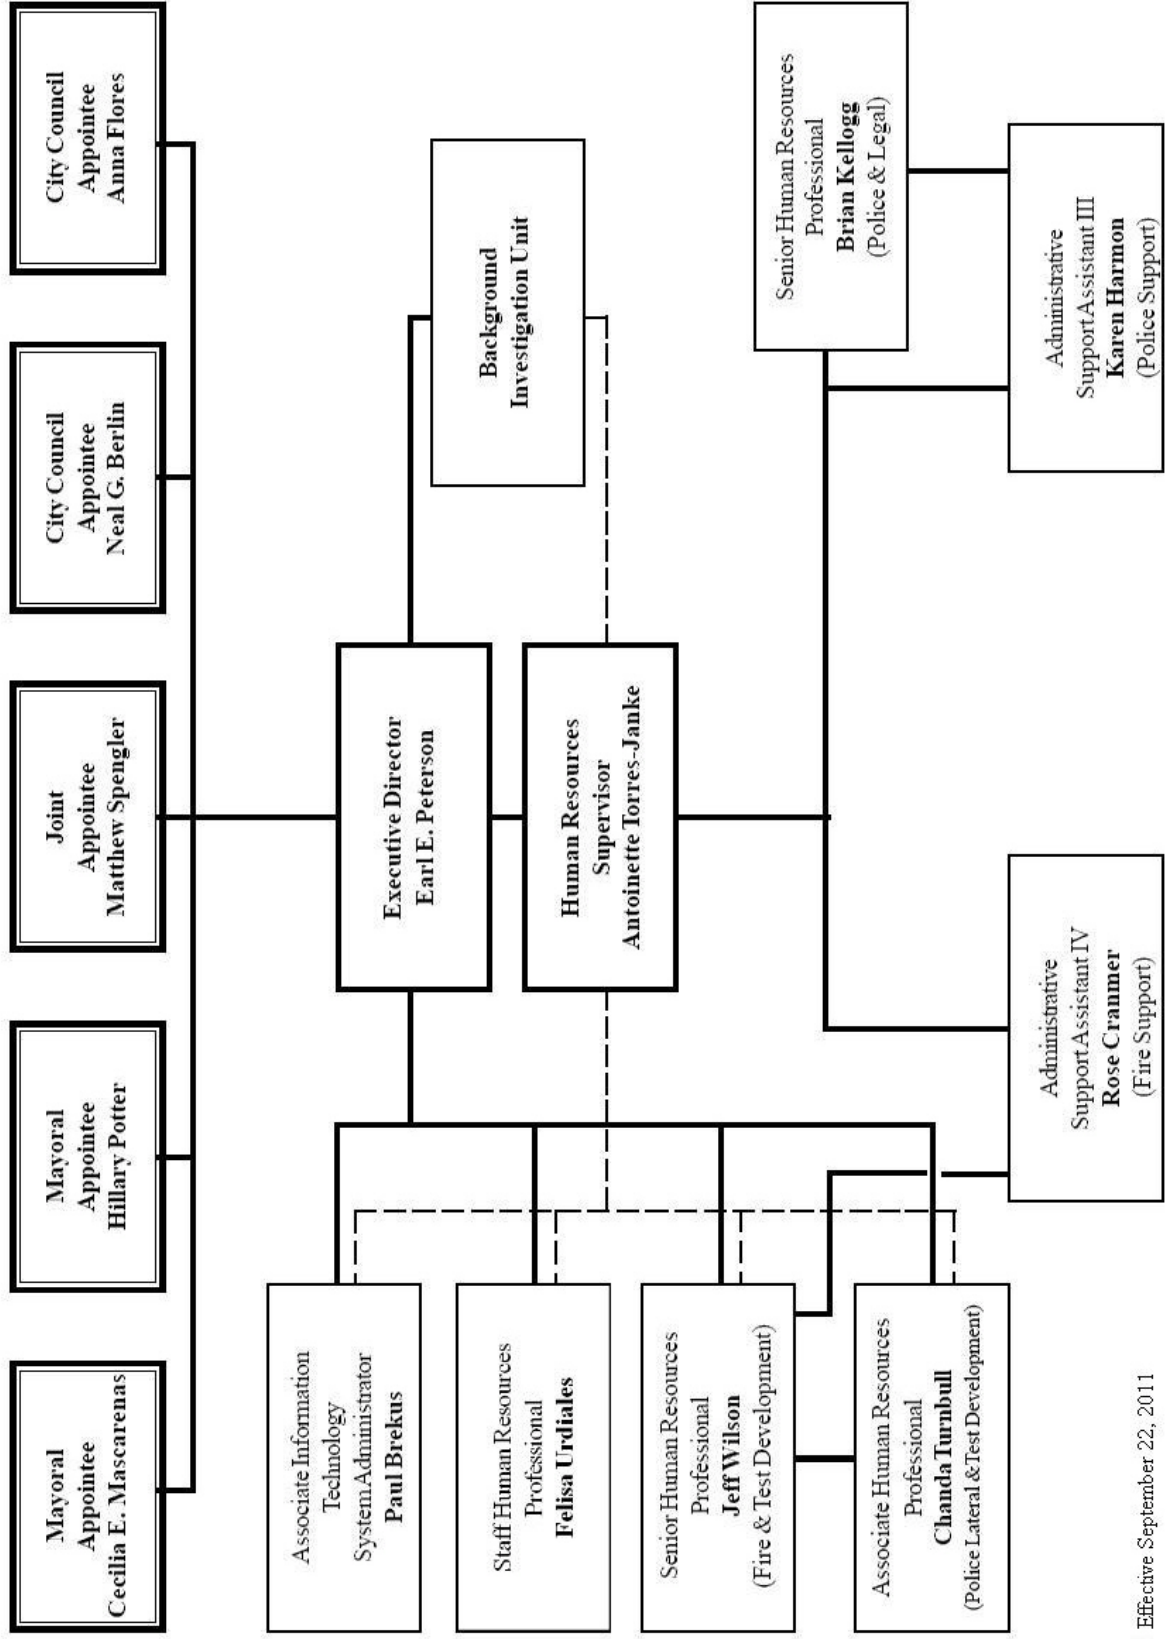 Mayoral
Appointee
Cecilia E. Mascarenas
Mayoral
Appointee
Hillary Potter
Joint
Appointee
Matthew Spengler
City Council
Appointee
Neal G. Berlin
City Council
Appointee
Anna Flores
Executive Director
Earl E. Peterson
Background
Investigation Unit
Human Resources
Supervisor
Antoinette Torres-Janke
Associate Information
Technology
System Administrator
Paul Brekus
Staff Human Resources
Professional
Felisa Urdiales
Senior Human Resources
Professional
Jeff Wilson
(Fire & Test Development)
Associate Human Resources
Professional
Chanda Turnbull
(Police Lateral & Test Development)
Senior Human Resources
Professional
Brian Kellogg
(Police & Legal)
Administrative
Support Assistant IV
Rose Cranmer
(Fire Support)
Administrative
Support Assistant III
Karen Harmon
(Police Support)
Effective September 22, 2011